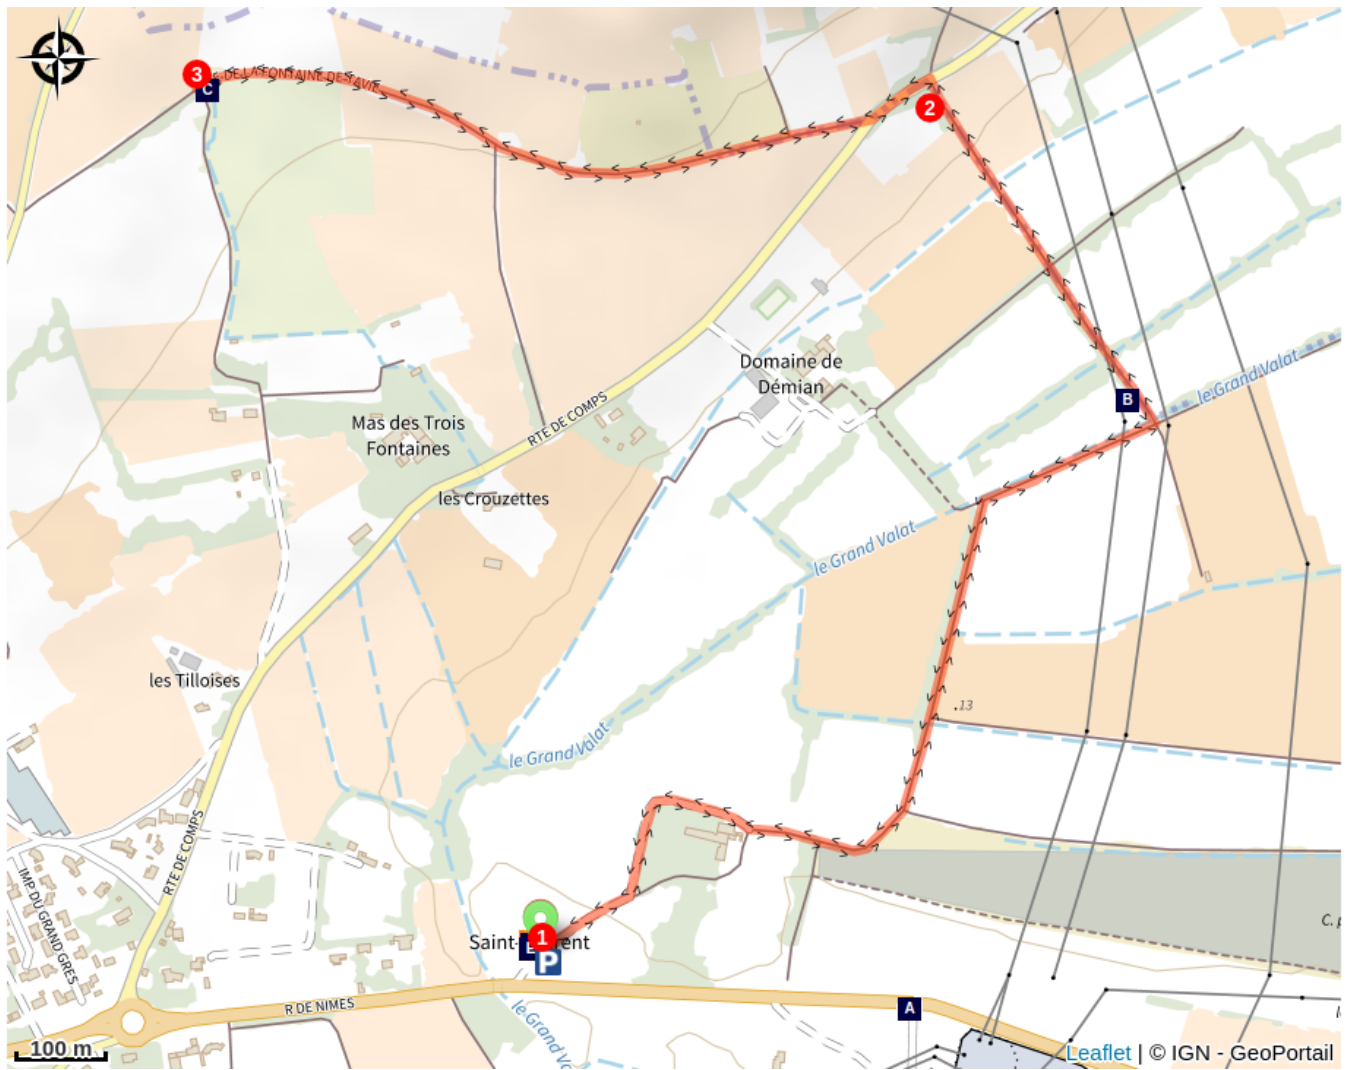 3
C
DE LA FONTAINE DES TAVIE
2
Domaine de
Démian
B
le Grand Valat
RTE DE COMPS
Mas des Trois
Fontaines
les Crouzettes
le Grand Valat
les Tilloises
.13
le Grand Valat
RTE DE COMPS
IMP DU GRAND GRES
1
P
R DE NIMES
A
le Grand Va
C. p
100 m
Leaflet | © IGN - GeoPortail